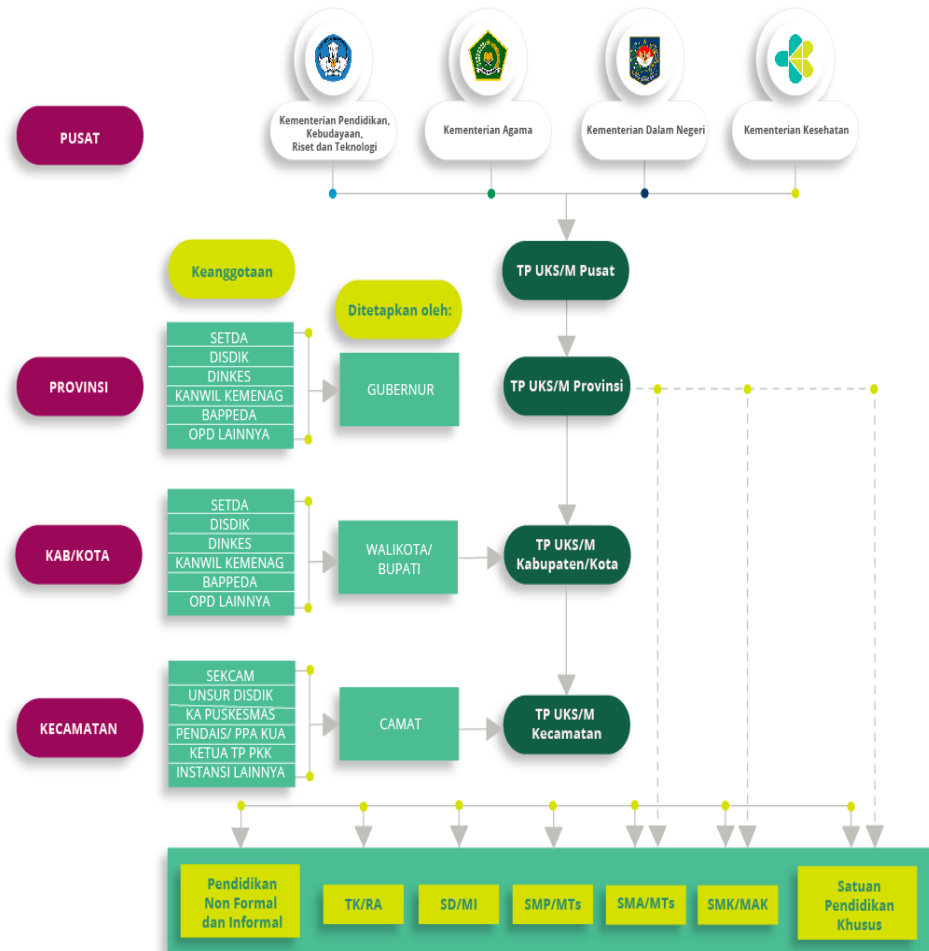 PUSAT
Kementerian Pendidikan,
Kebudayaan,
Riset dan Teknologi
Kementerian Agama
Kementerian Dalam Negeri
Kementerian Kesehatan
TP UKS/M Pusat
Keanggotaan
Ditetapkan oleh:
PROVINSI
SETDA
DISDIK
DINKES
KANWIL KEMENAG
BAPPEDA
OPD LAINNYA
GUBERNUR
TP UKS/M Provinsi
KAB/KOTA
SETDA
DISDIK
DINKES
KANWIL KEMENAG
BAPPEDA
OPD LAINNYA
WALIKOTA/
BUPATI
TP UKS/M
Kabupaten/Kota
KECAMATAN
SEKCAM
UNSUR DISDIK
KA PUSKESMAS
PENDAIS/ PPA KUA
KETUA TP PKK
INSTANSI LAINNYA
CAMAT
TP UKS/M
Kecamatan
Pendidikan
Non Formal
dan Informal
TK/RA
SD/MI
SMP/MTs
SMA/MTs
SMK/MAK
Satuan
Pendidikan
Khusus